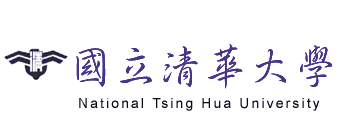 國立清華大學
National Tsing Hua University